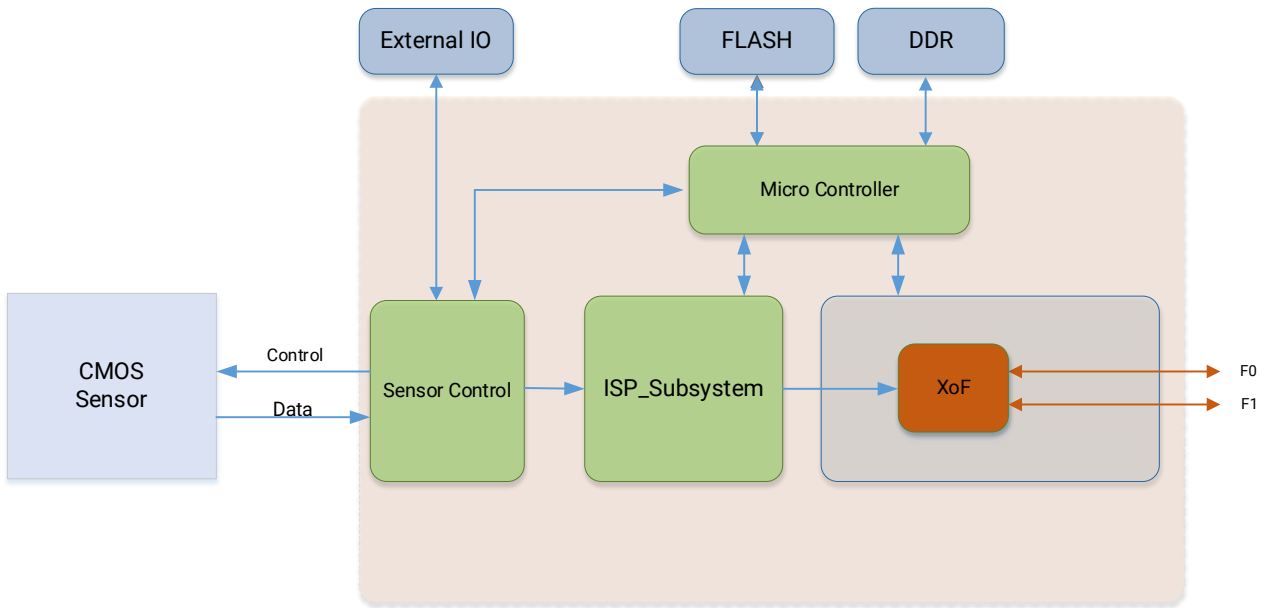 External IO
FLASH
DDR
Micro Controller
CMOS
Sensor
Control
Data
Sensor Control
ISP_Subsystem
XoF
F0
F1